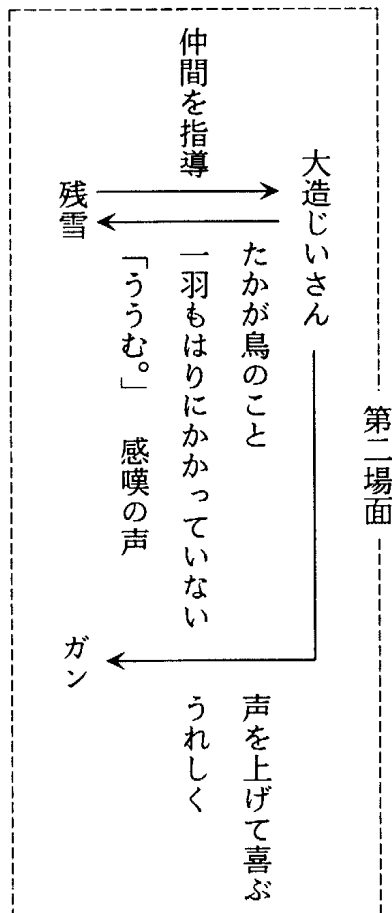 第二場面
大造じいさん
声を上げて喜ぶ
うれしく
たかが鳥のこと
一羽もはりにかかっていない
「ううむ。」 感嘆の声
仲間を指導
残雪
ガン